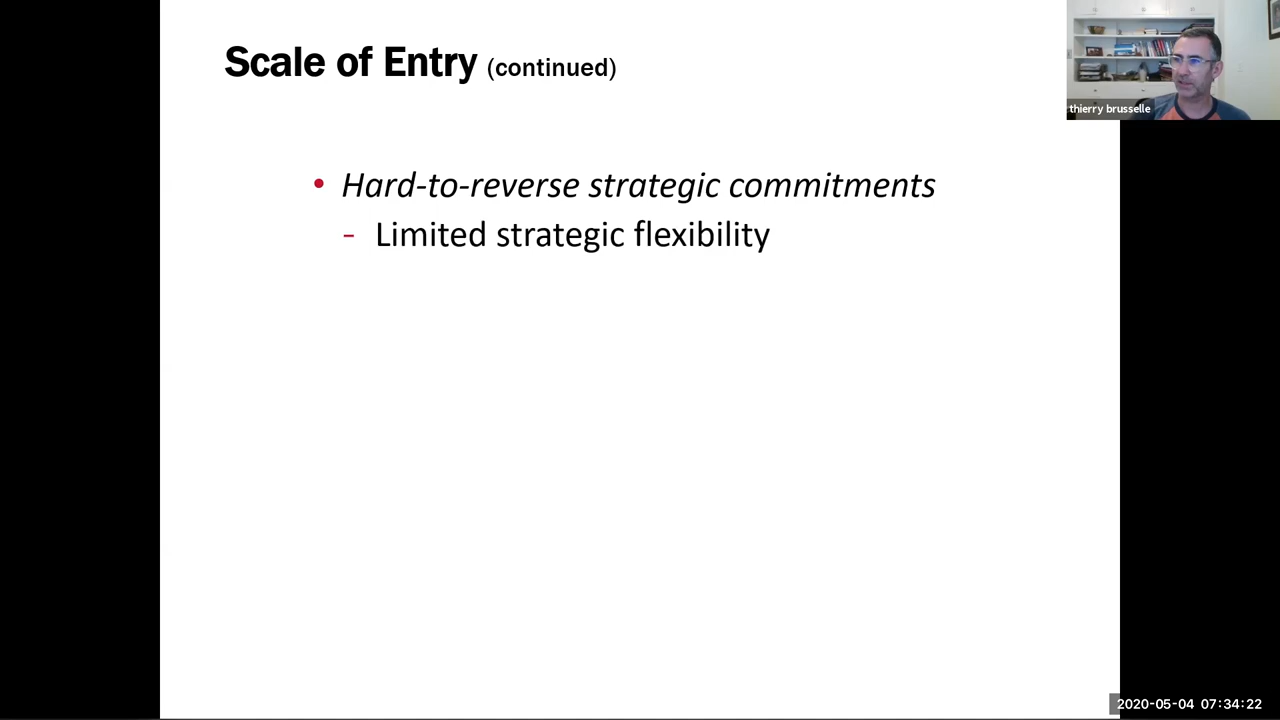 Scale of Entry (continued)
thierry brusselle
• Hard-to-reverse strategic commitments
- Limited strategic flexibility
2020-05-04 07:34:22